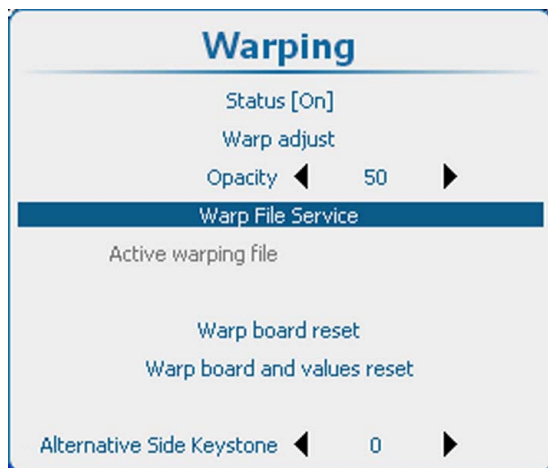 Warping
Status [On]
Warp adjust
Opacity 50
Warp File Service
Active warping file
Warp board reset
Warp board and values reset
Alternative Side Keystone 0